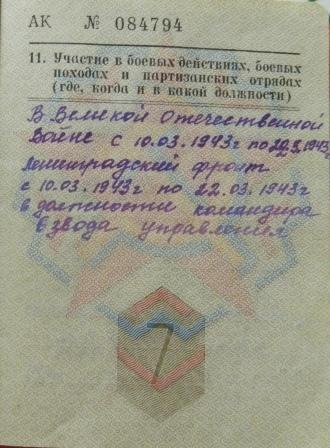 АК № 084794
11. Участие в боевых действиях, боевых
походах и партизанских отрядах
(где, когда и в какой должности)
В Великой Отечественной
Войне с 10.03.1943г по 22.3.1943г
Ленинградский фронт
с 10.03.1943г по 22.03.1943г
в должности командира
взвода управления
7